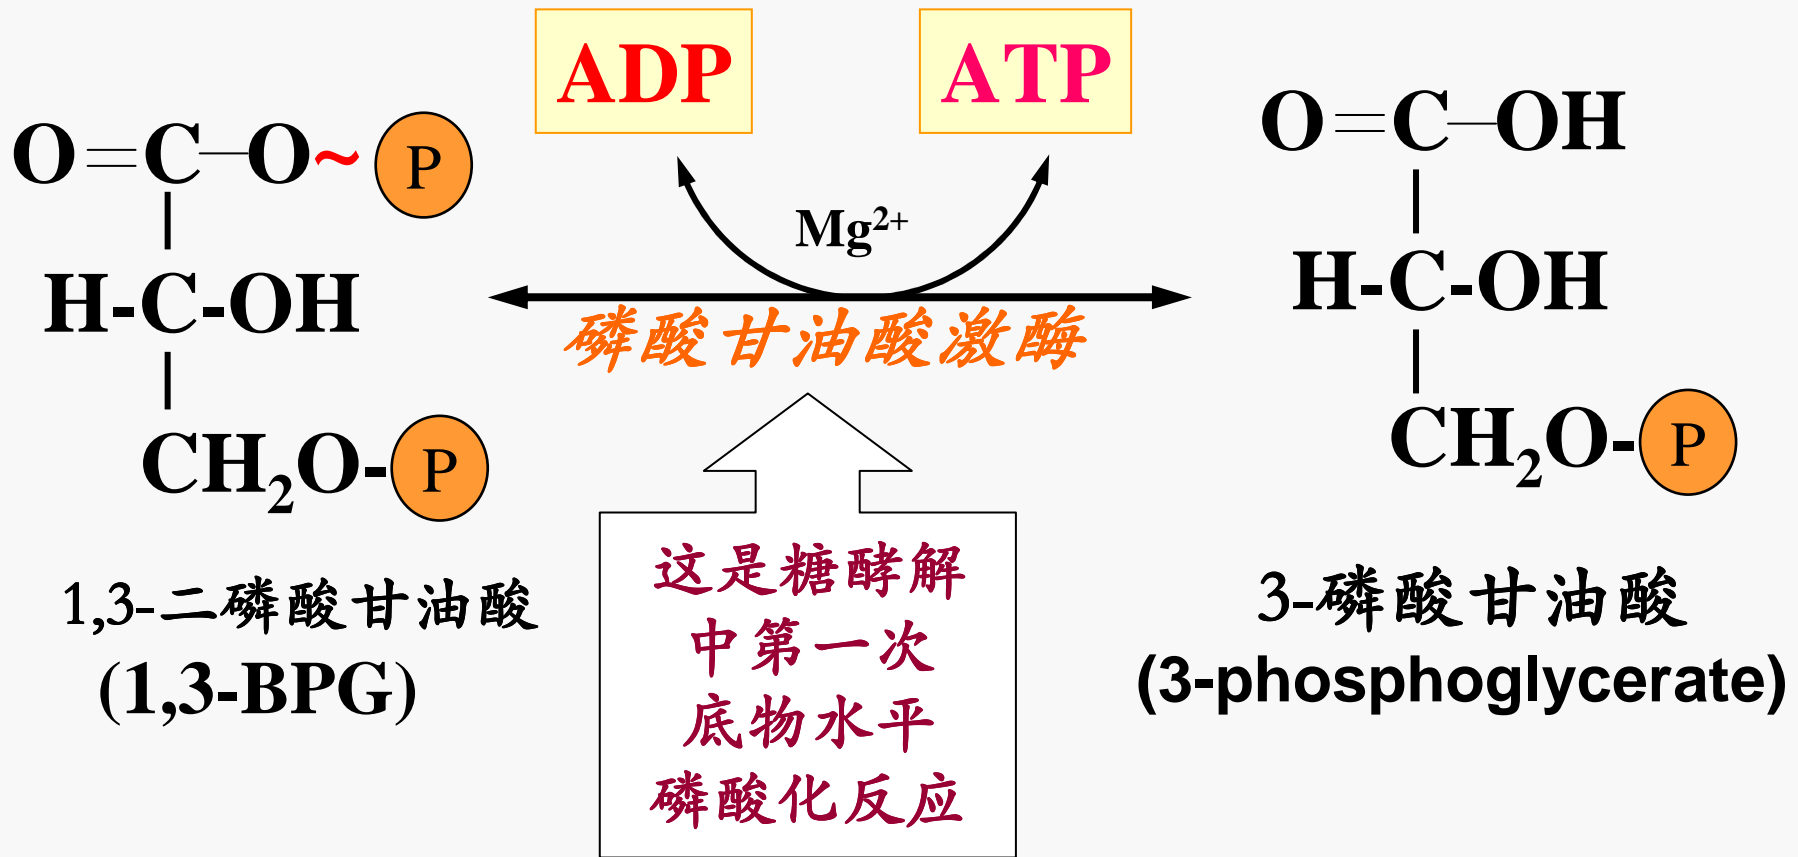 ADP
ATP
O=C—O~P
H-C-OH
CH₂O-P
Mg²⁺
磷酸甘油酸激酶
O=C—OH
H-C-OH
CH₂O-P
1,3-二磷酸甘油酸
(1,3-BPG)
这是糖酵解
中第一次
底物水平
磷酸化反应
3-磷酸甘油酸
(3-phosphoglycerate)